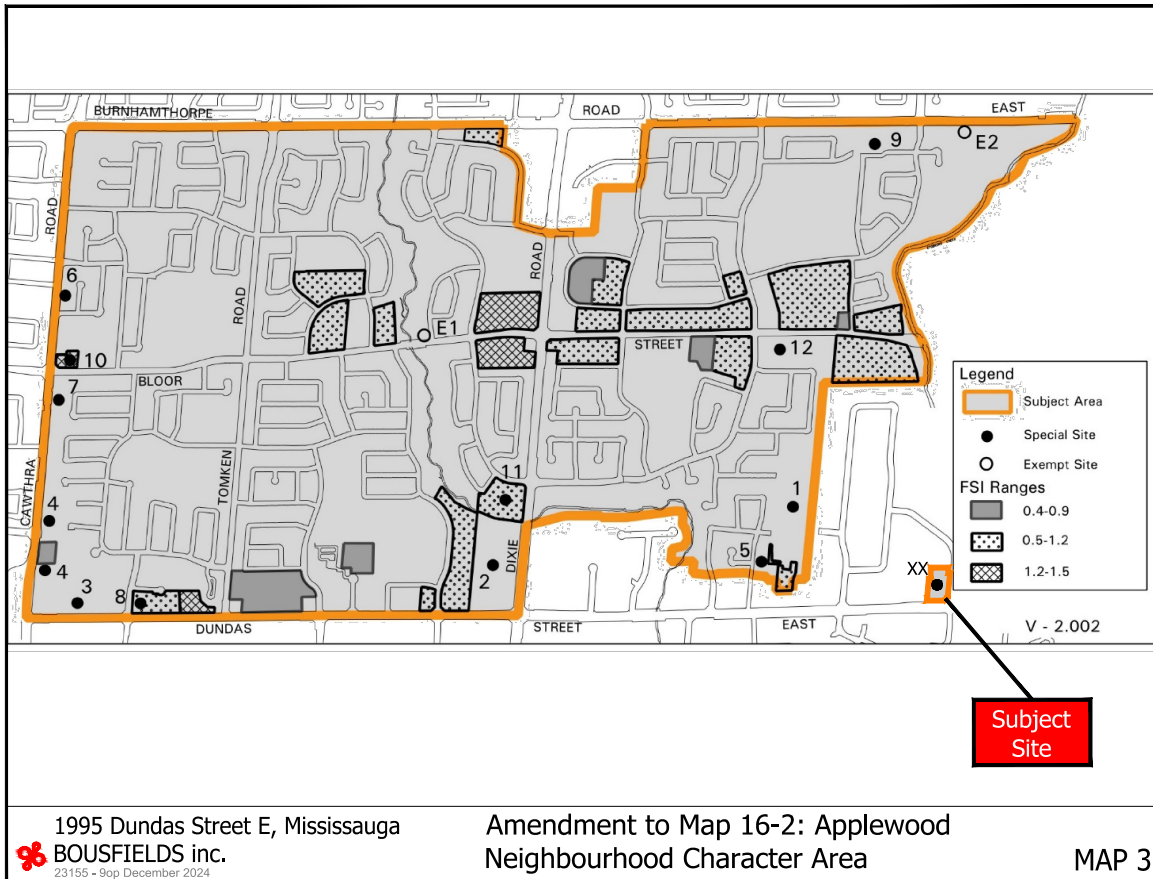 BURNHAMTHORPE
ROAD
EAST
9
E2
ROAD
6
ROAD
ROAD
E1
10
STREET
12
BLOOR
7
Legend
Subject Area
Special Site
Exempt Site
FSI Ranges
0.4-0.9
0.5-1.2
1.2-1.5
CAWTHRA
TOMKEN
11
4
1
4
5
2
DIXIE
XX
3
8
DUNDAS
STREET
EAST
V - 2.002
Subject
Site
1995 Dundas Street E, Mississauga
BOUSFIELDS inc.
23155 - 9op December 2024
Amendment to Map 16-2: Applewood
Neighbourhood Character Area
MAP 3